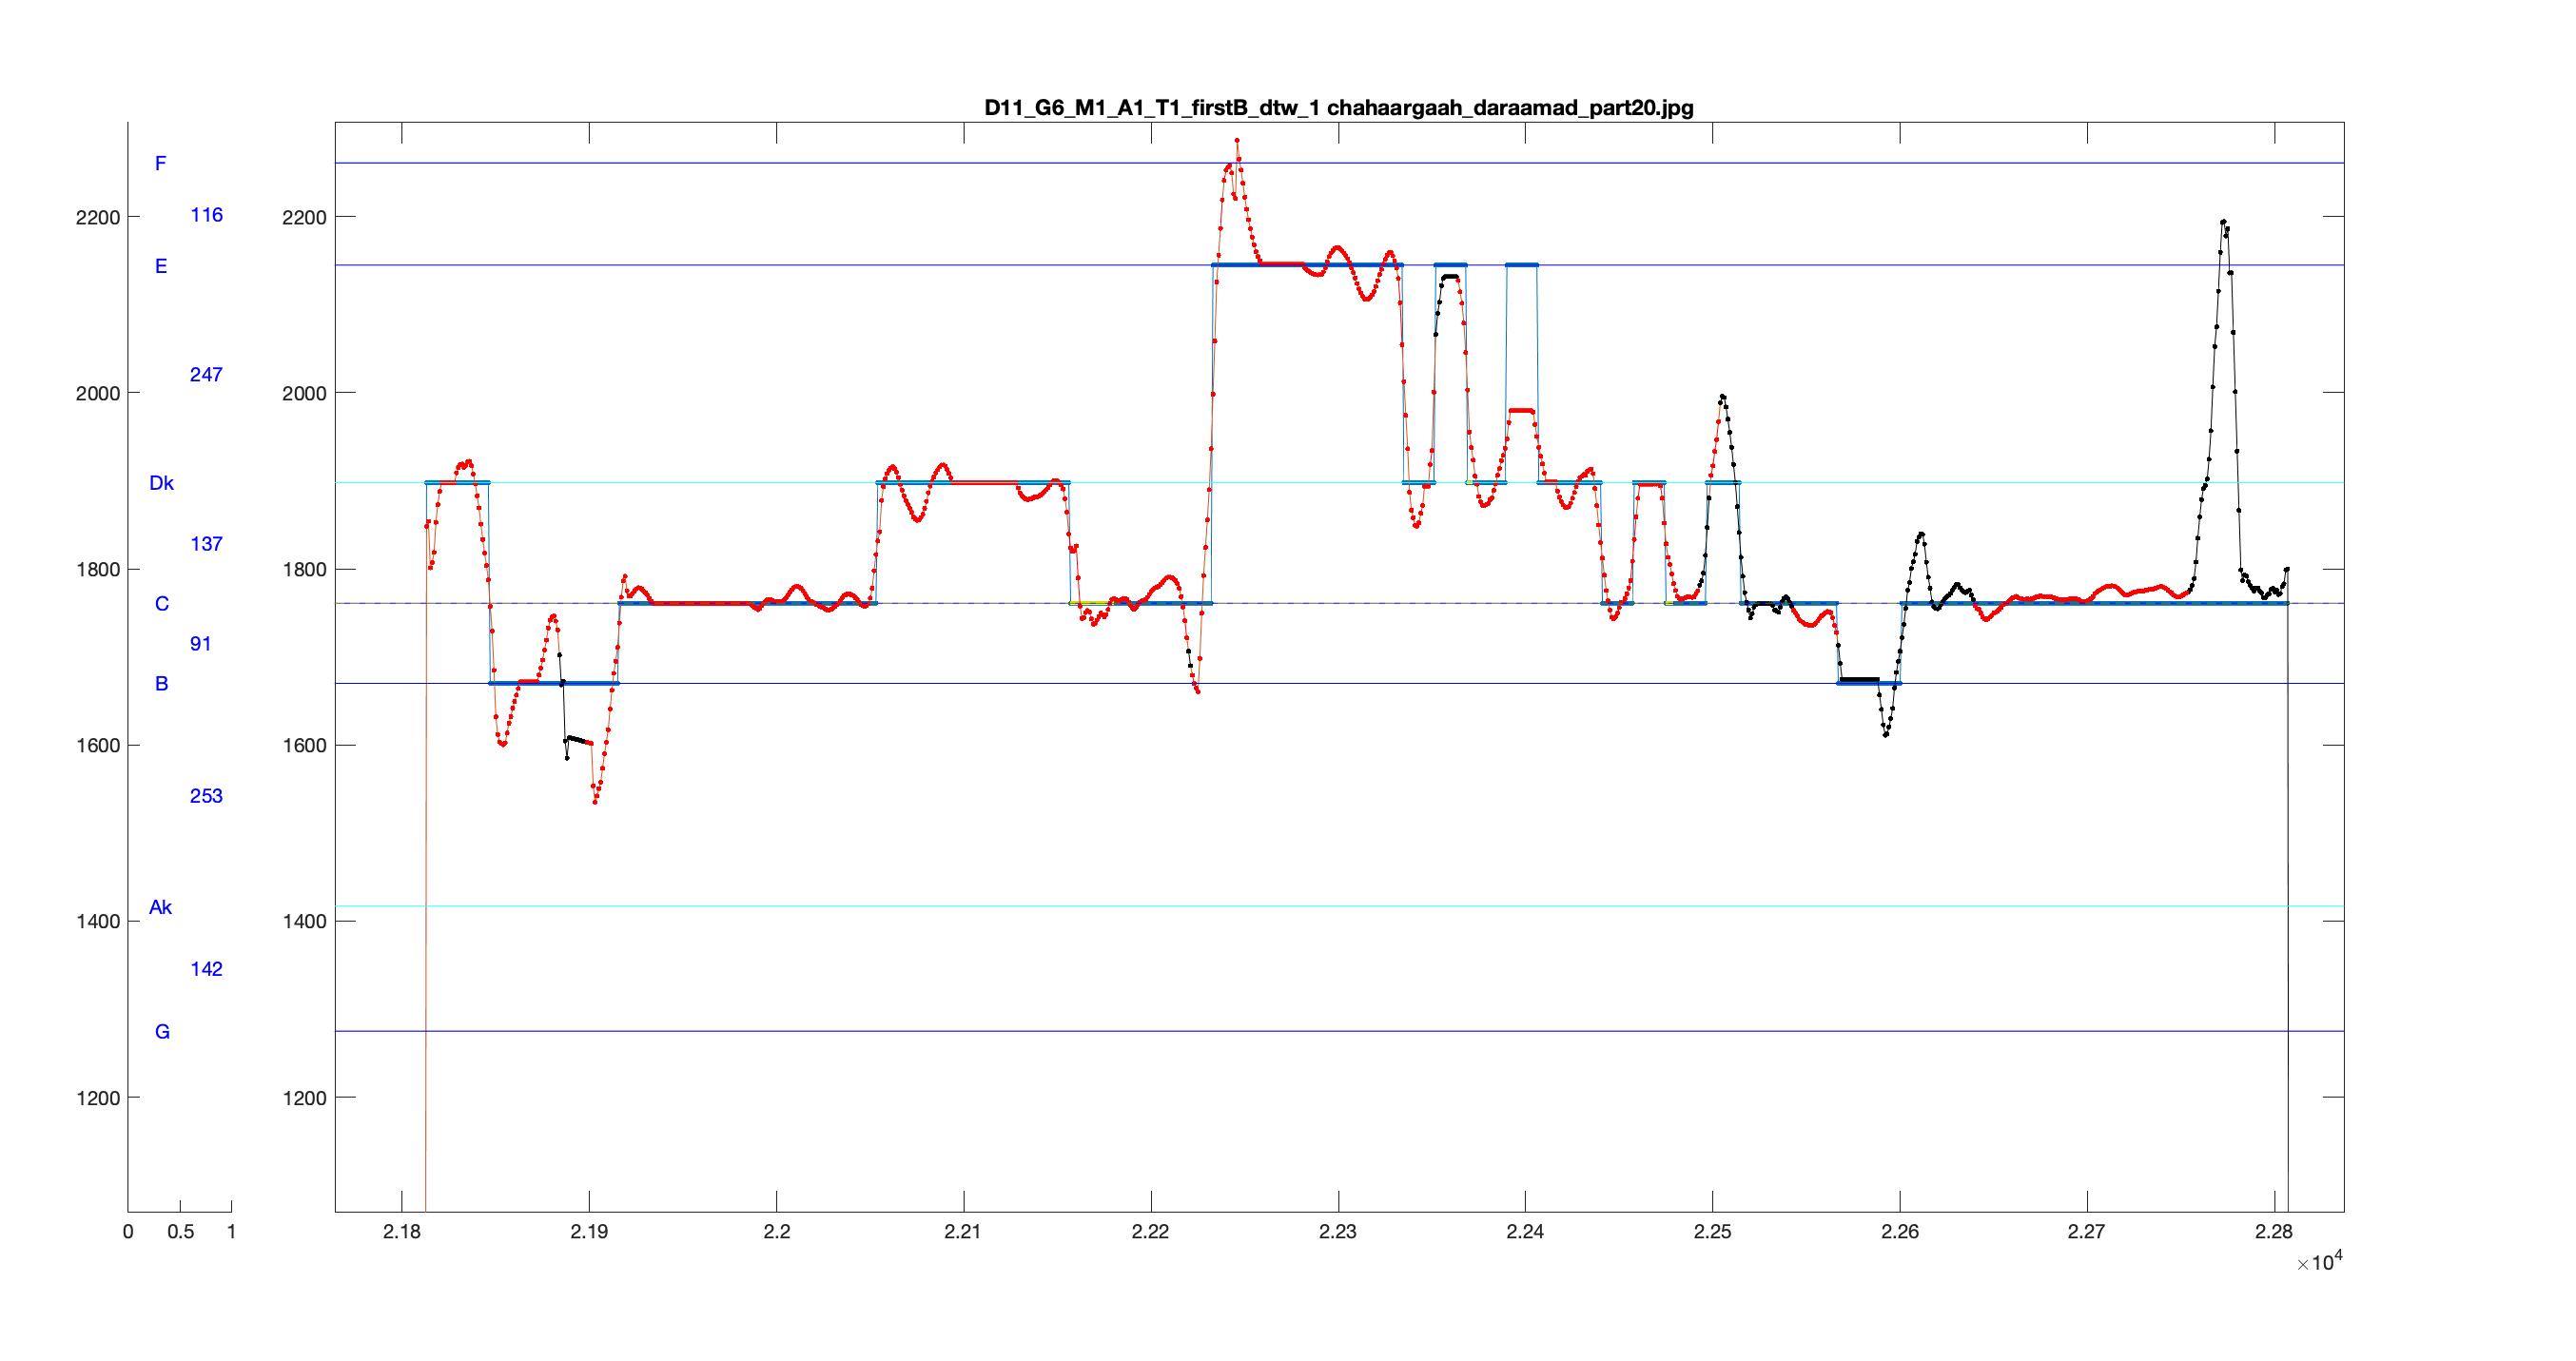 D11_G6_M1_A1_T1_firstB_dtw_1 chahaargaah_daraamad_part20.jpg
F
2200 116 2200
E
247
2000 2000
Dk
137
1800 1800
C
91
B
1600 1600
253
Ak
1400 1400
142
G
1200 1200
0 0.5 1 2.18 2.19 2.2 2.21 2.22 2.23 2.24 2.25 2.26 2.27 2.28
×10⁴